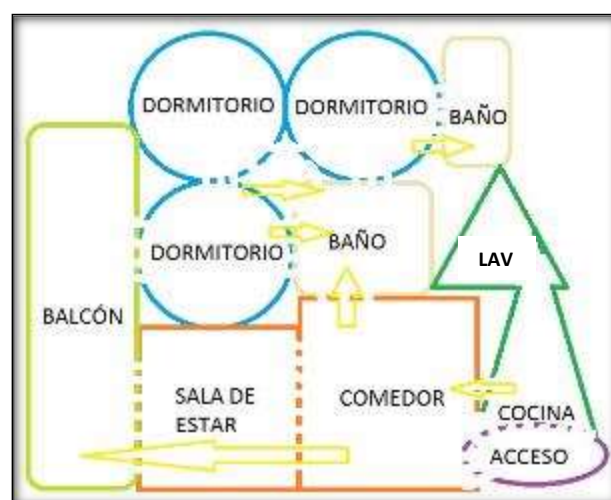 DORMITORIO
DORMITORIO
BAÑO
DORMITORIO
BAÑO
LAV
BALCÓN
SALA DE
ESTAR
COMEDOR
COCINA
ACCESO